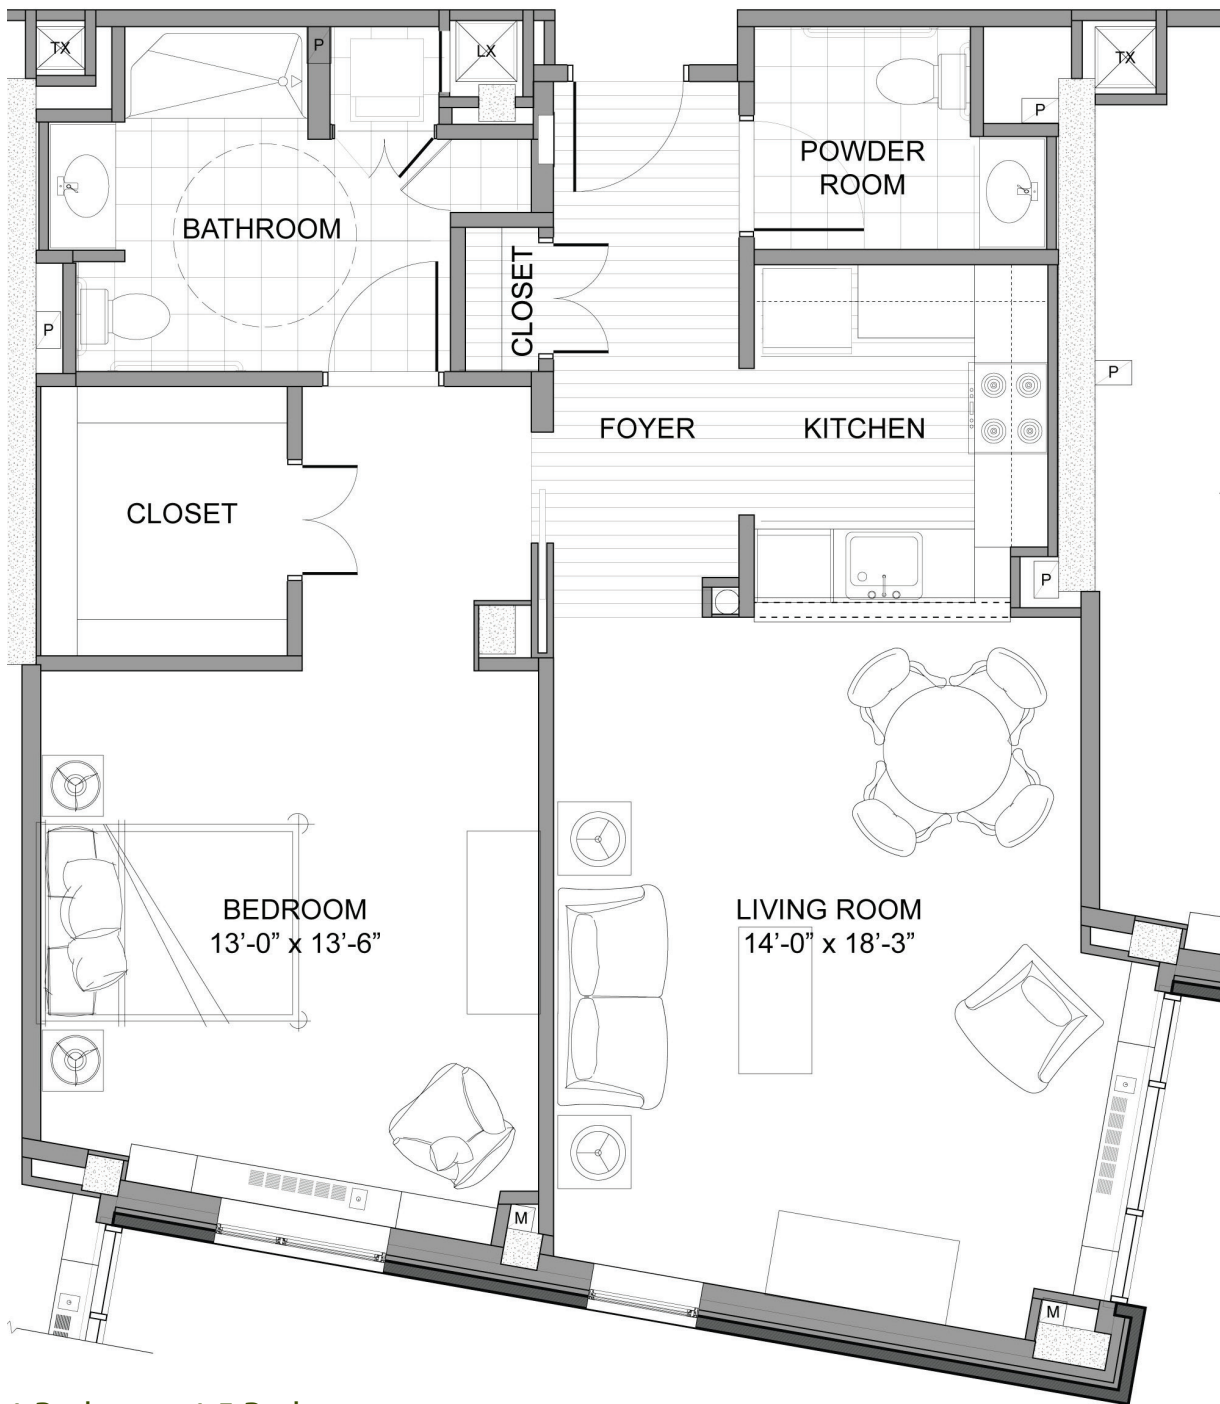 TX
P
LX
TX
P
POWDER
ROOM
BATHROOM
CLOSET
P
P
FOYER
KITCHEN
CLOSET
P
BEDROOM
13'-0" x 13'-6"
LIVING ROOM
14'-0" x 18'-3"
M
M